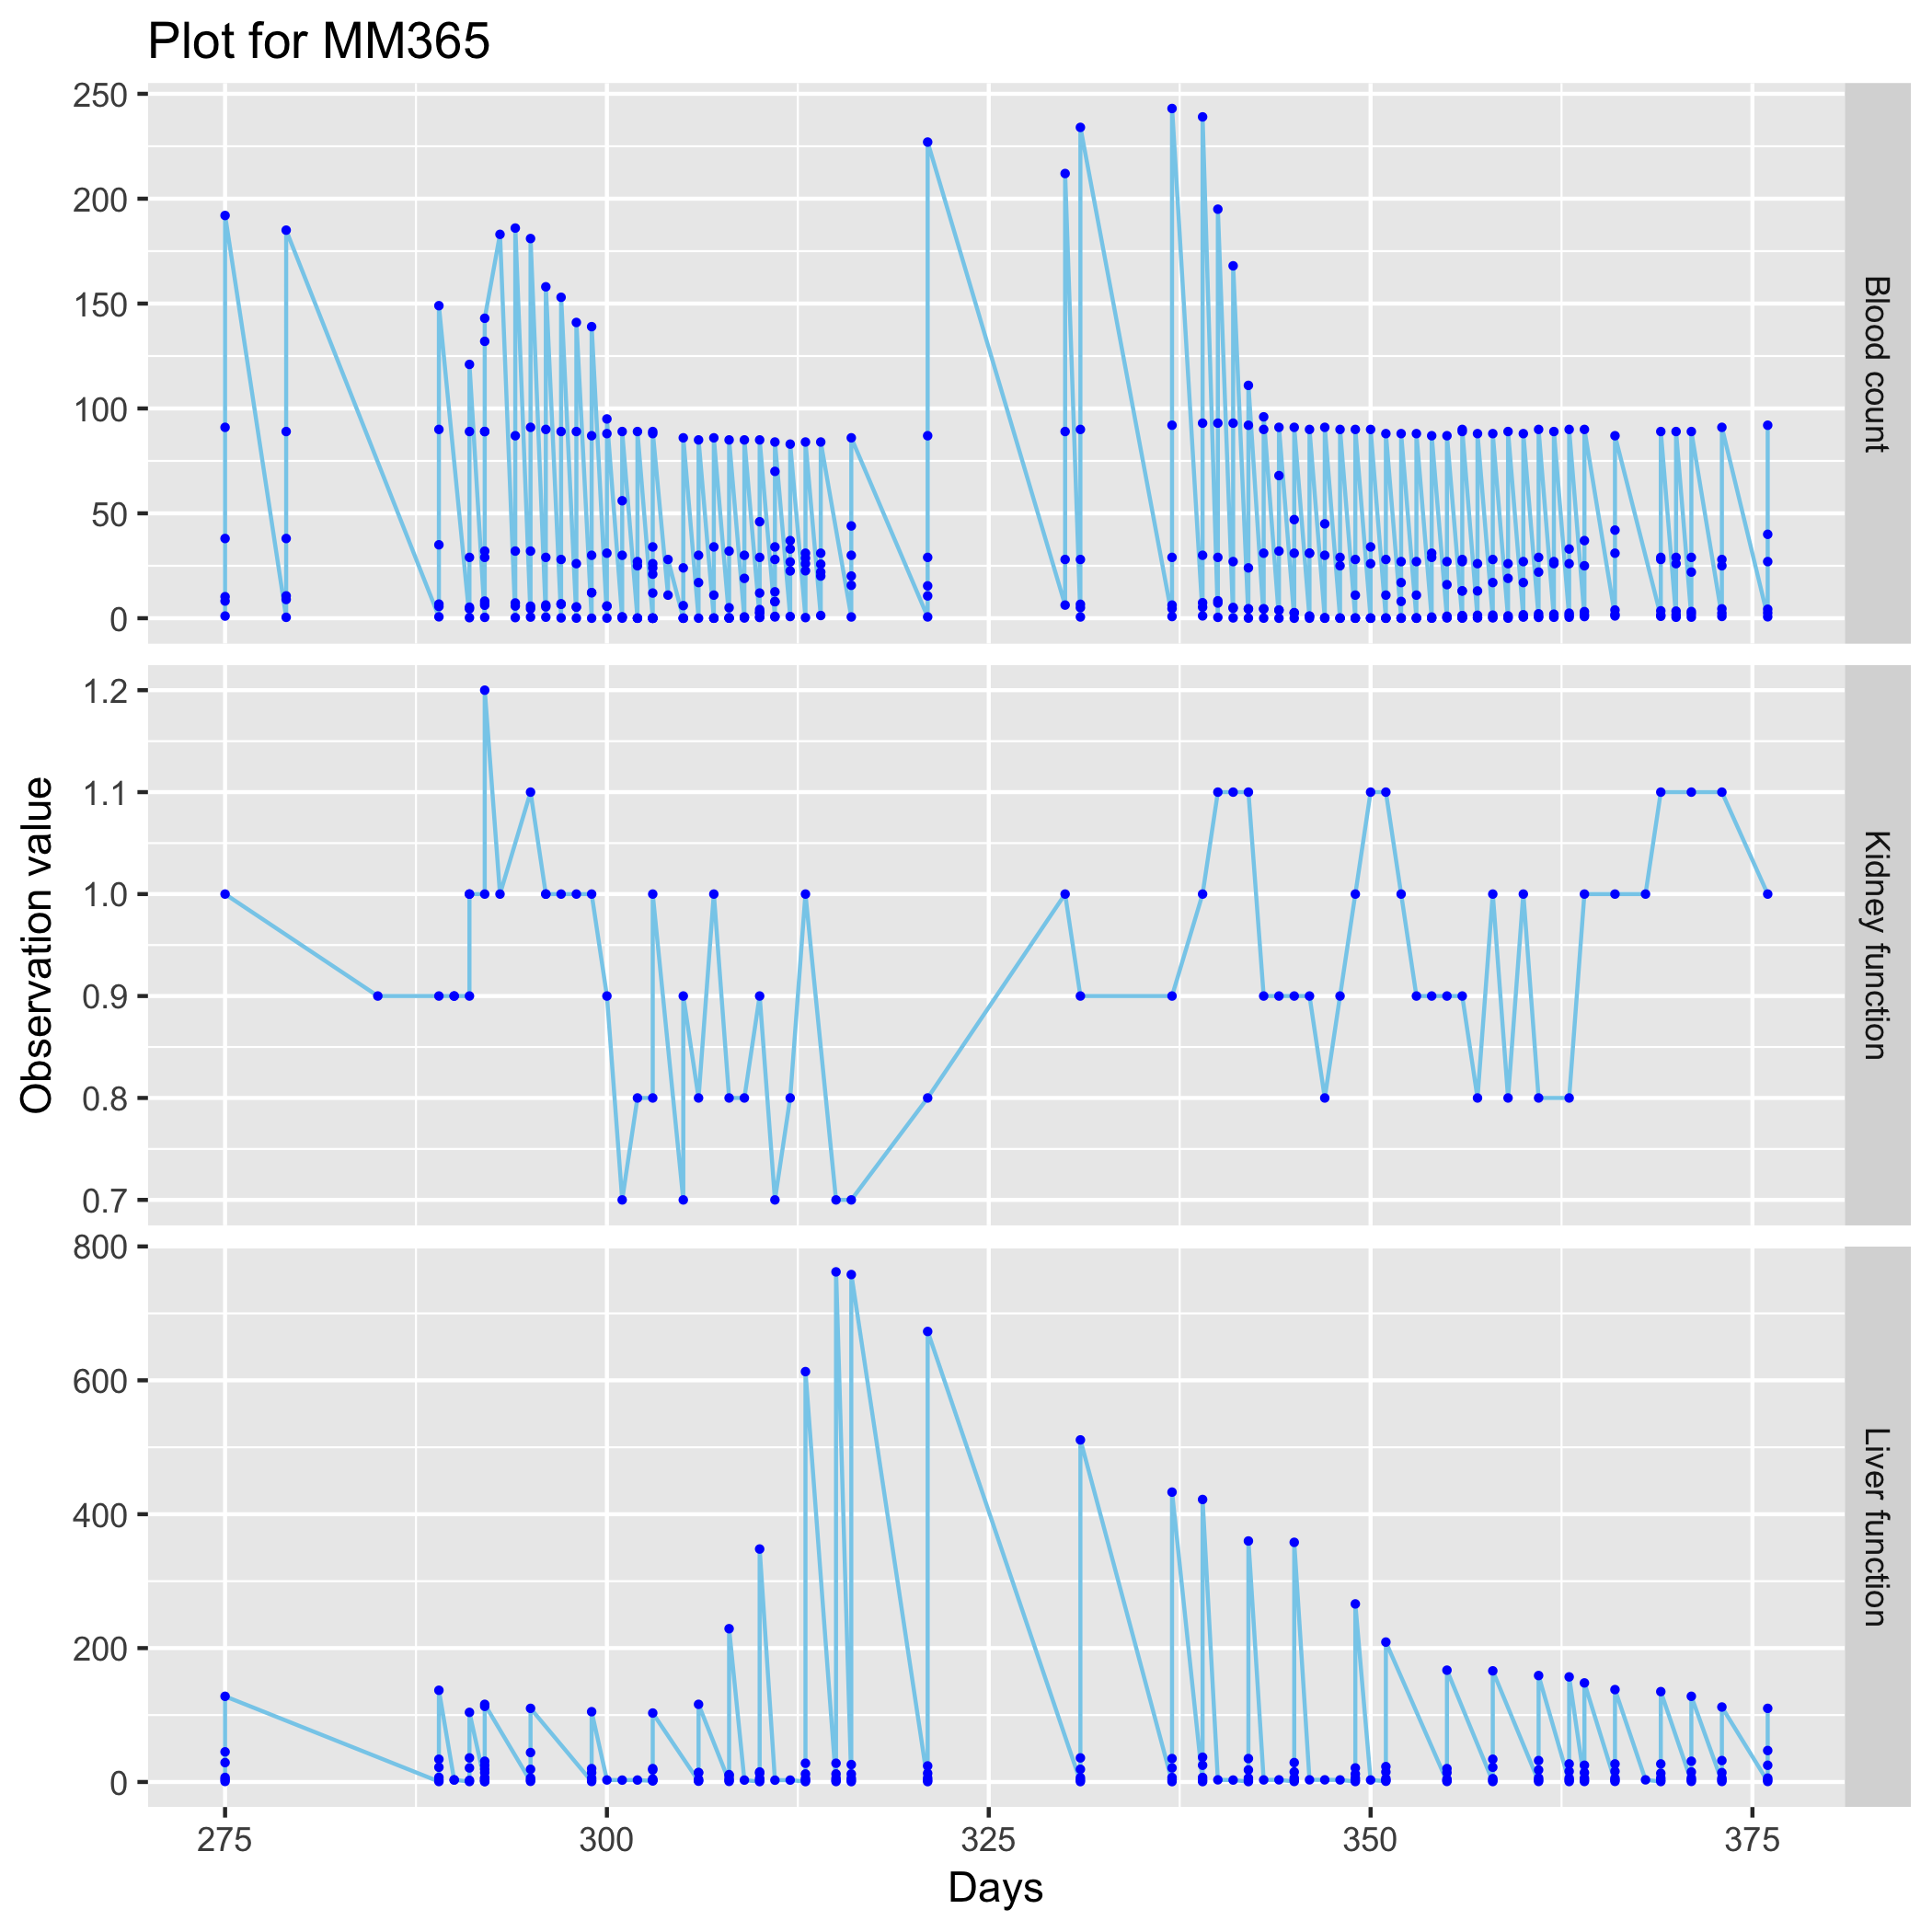 Plot for MM365
250
200
150
100
50
0
Blood count
1.2
1.1
1.0
0.9
0.8
0.7
Kidney function
Observation value
800
600
400
200
0
Liver function
275 300 325 350 375
Days